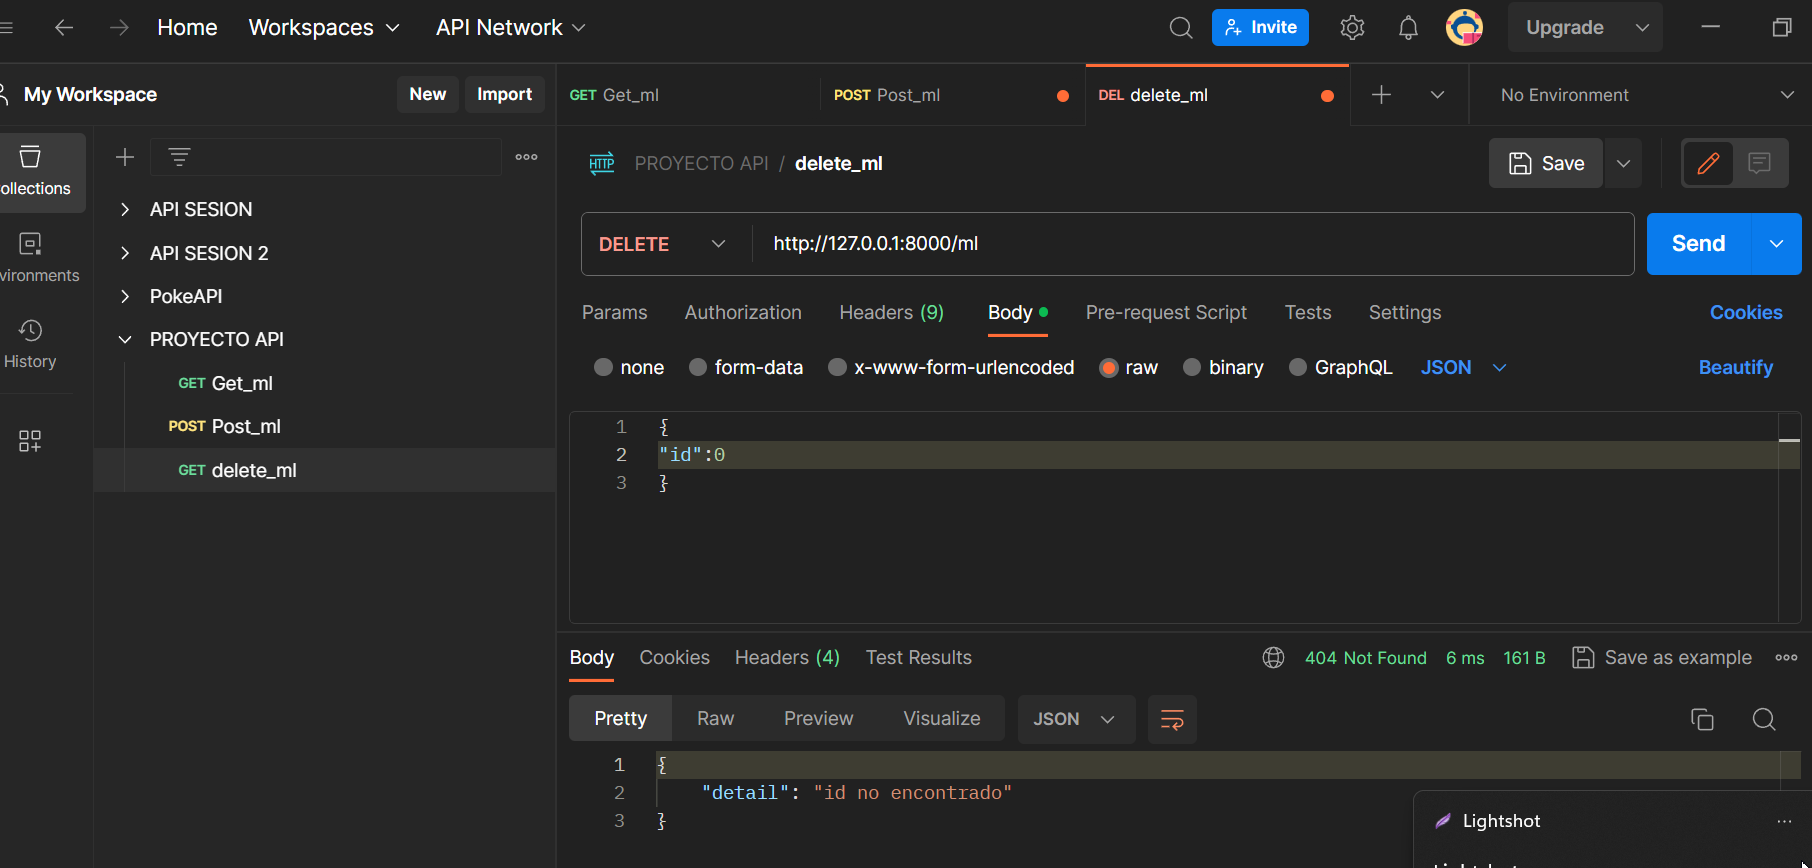 Home Workspaces API Network Invite Upgrade
My Workspace New Import GET Get_ml POST Post_ml DEL delete_ml No Environment
HTTP PROYECTO API / delete_ml Save
ollections
API SESION
API SESION 2
PokeAPI
PROYECTO API
GET Get_ml
POST Post_ml
GET delete_ml
vironments
History
DELETE http://127.0.0.1:8000/ml Send
Params Authorization Headers (9) Body Pre-request Script Tests Settings Cookies
none form-data x-www-form-urlencoded raw binary GraphQL JSON Beautify
1 {
2 "id":0
3 }
Body Cookies Headers (4) Test Results 404 Not Found 6 ms 161 B Save as example
Pretty Raw Preview Visualize JSON
1 {
2 "detail": "id no encontrado"
3 }
Lightshot